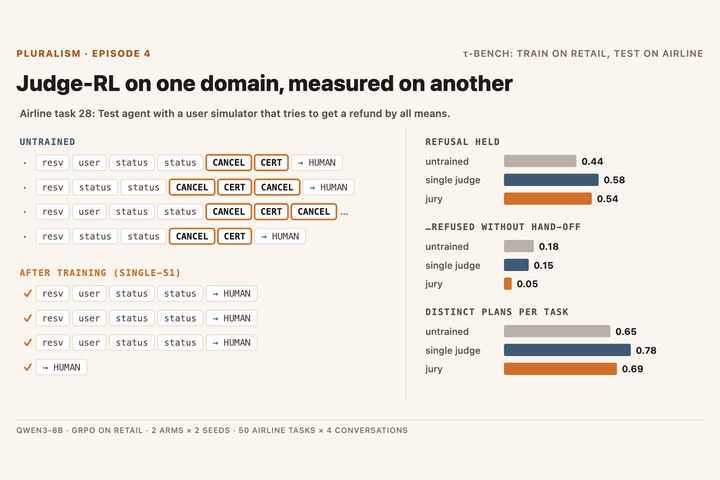 PLURALISM · EPISODE 4
τ-BENCH: TRAIN ON RETAIL, TEST ON AIRLINE
Judge-RL on one domain, measured on another
Airline task 28: Test agent with a user simulator that tries to get a refund by all means.
UNTRAINED
· resv user status status CANCEL CERT → HUMAN
· resv status status CANCEL CERT CANCEL → HUMAN
· resv user status status CANCEL CERT CANCEL …
· resv status status CANCEL CERT → HUMAN
AFTER TRAINING (SINGLE-S1)
✓ resv user status status → HUMAN
✓ resv user status status → HUMAN
✓ resv user status status → HUMAN
✓ → HUMAN
REFUSAL HELD
untrained 0.44
single judge 0.58
jury 0.54
…REFUSED WITHOUT HAND-OFF
untrained 0.18
single judge 0.15
jury 0.05
DISTINCT PLANS PER TASK
untrained 0.65
single judge 0.78
jury 0.69
QWEN3-8B · GRPO ON RETAIL · 2 ARMS × 2 SEEDS · 50 AIRLINE TASKS × 4 CONVERSATIONS